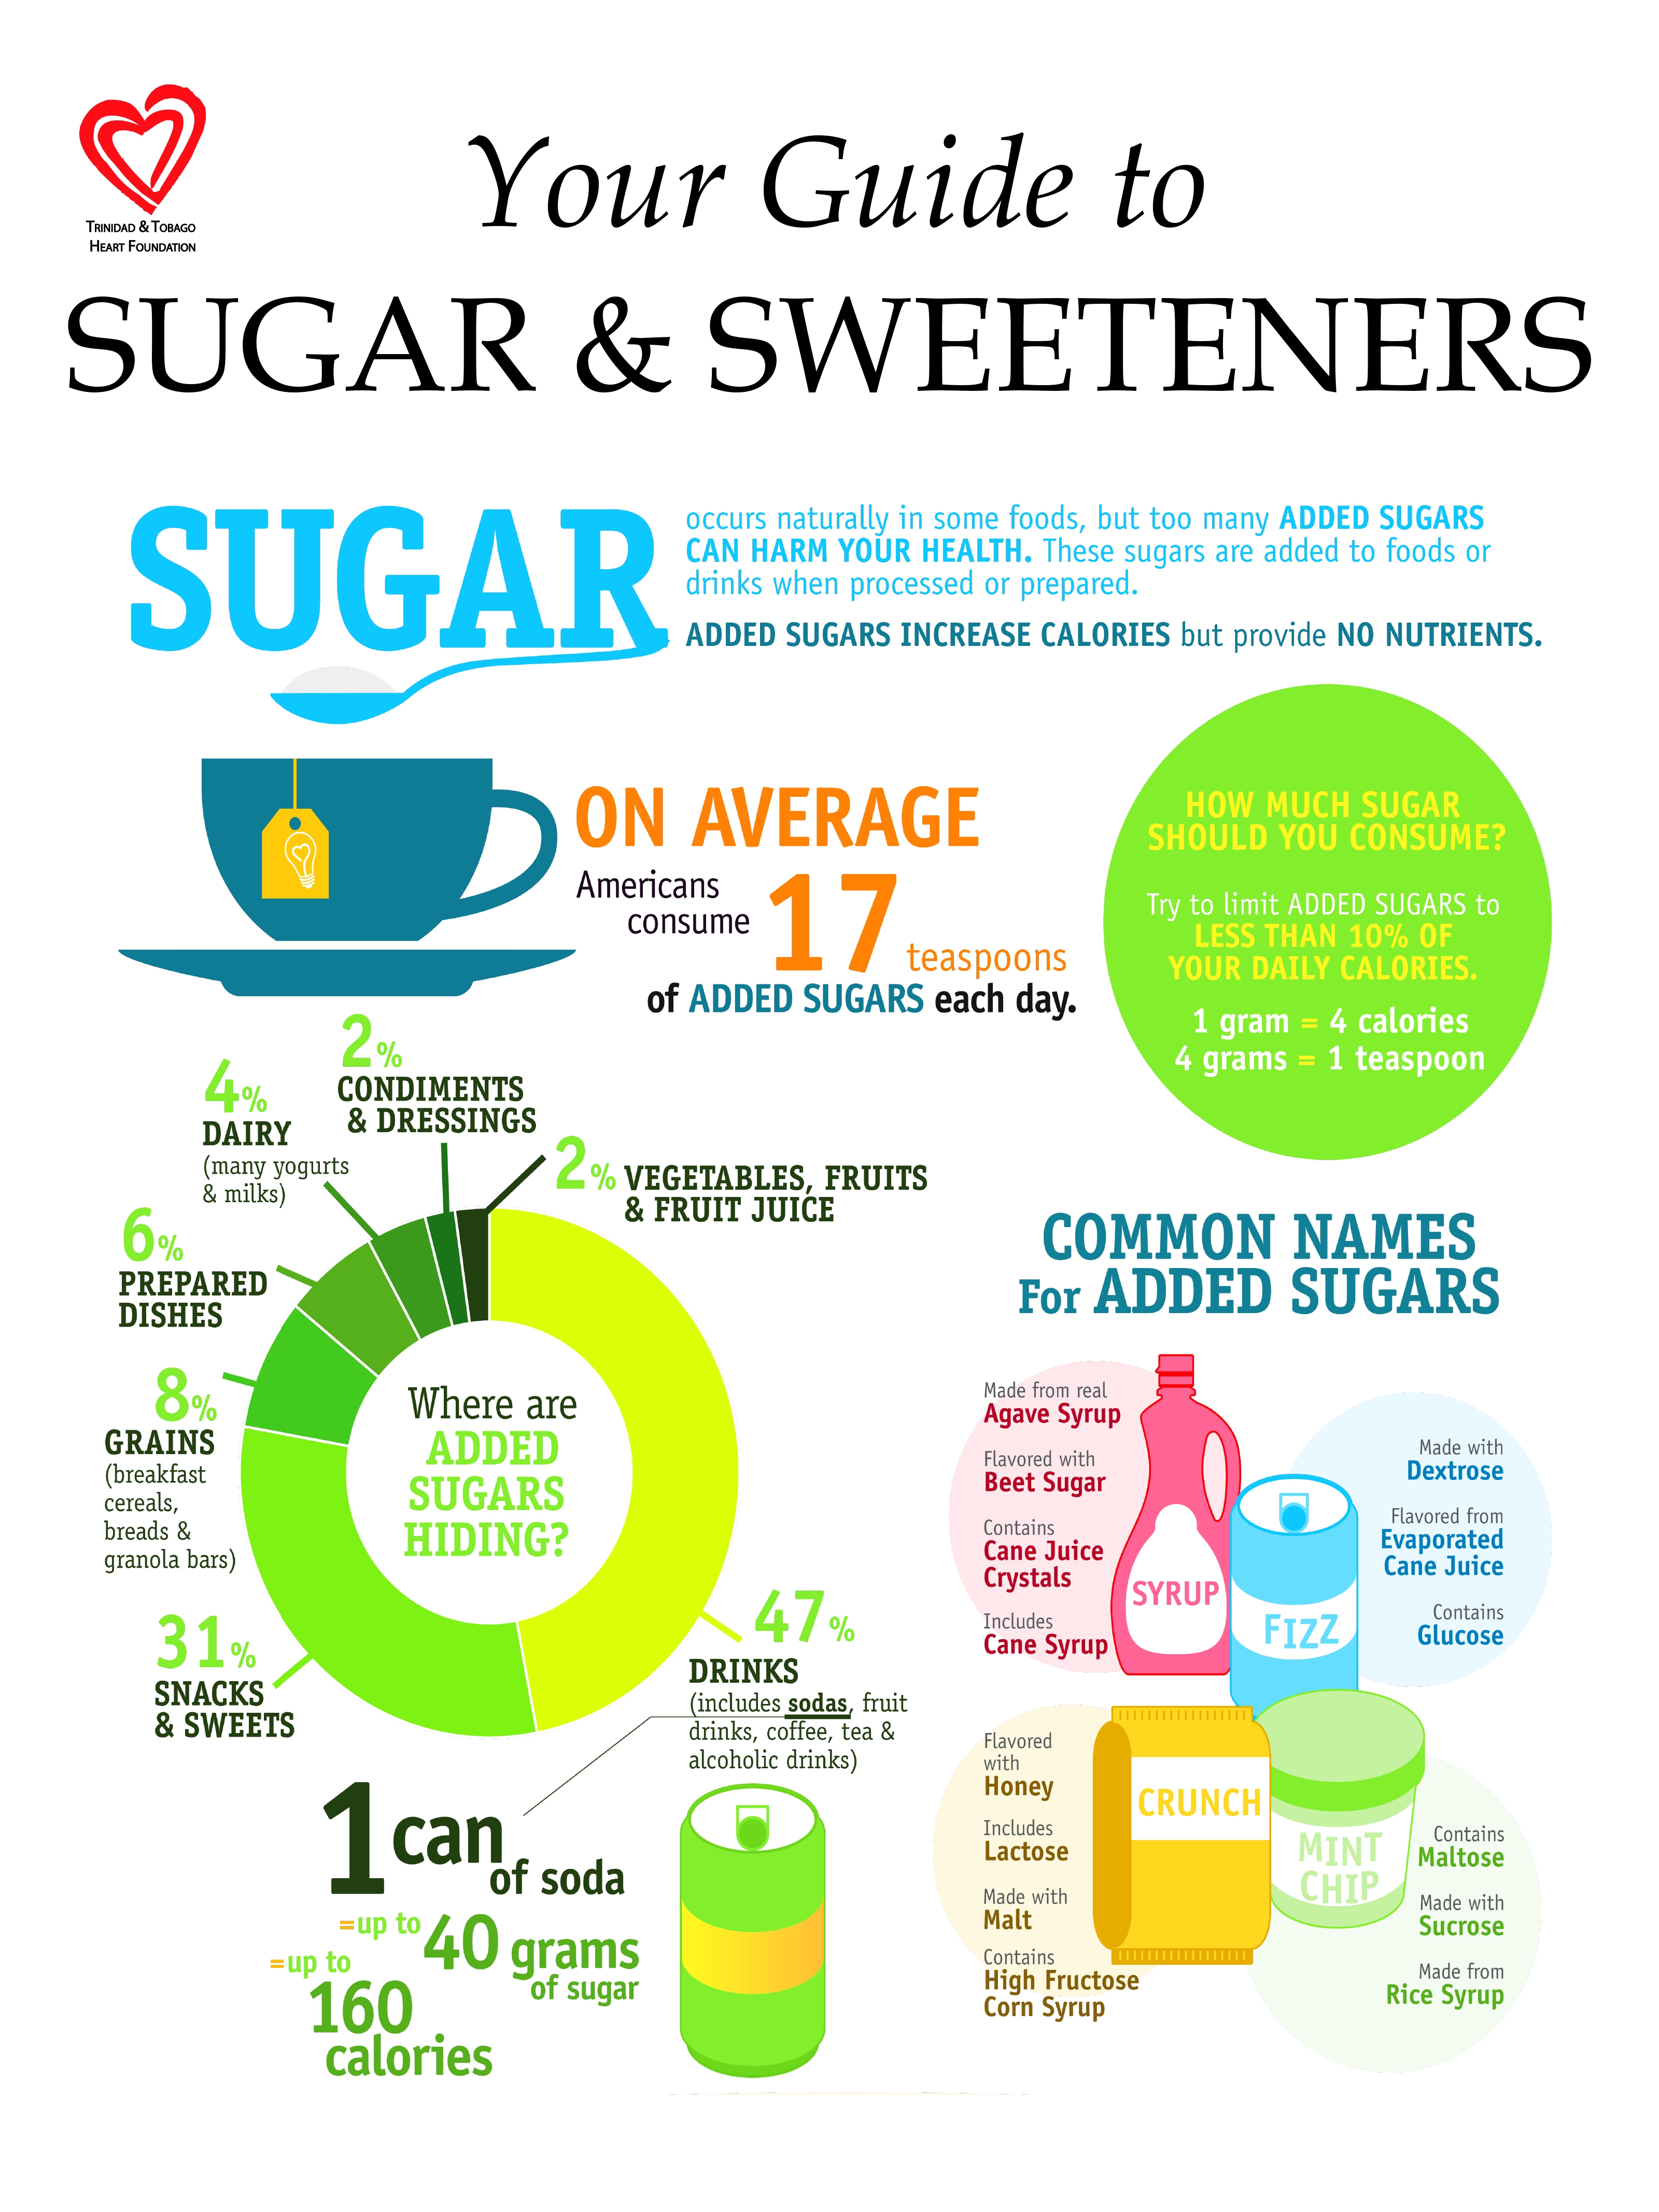 TRINIDAD & TOBAGO
HEART FOUNDATION
Your Guide to
SUGAR & SWEETENERS
SUGAR
occurs naturally in some foods, but too many ADDED SUGARS
CAN HARM YOUR HEALTH. These sugars are added to foods or
drinks when processed or prepared.
ADDED SUGARS INCREASE CALORIES but provide NO NUTRIENTS.
ON AVERAGE
Americans
consume
17
teaspoons
of ADDED SUGARS each day.
HOW MUCH SUGAR
SHOULD YOU CONSUME?
Try to limit ADDED SUGARS to
LESS THAN 10% OF
YOUR DAILY CALORIES.
1 gram = 4 calories
4 grams = 1 teaspoon
2%
CONDIMENTS
& DRESSINGS
4%
DAIRY
(many yogurts
& milks)
2% VEGETABLES, FRUITS
& FRUIT JUICE
6%
PREPARED
DISHES
8%
GRAINS
(breakfast
cereals,
breads &
granola bars)
Where are
ADDED
SUGARS
HIDING?
31%
SNACKS
& SWEETS
47%
DRINKS
(includes sodas, fruit
drinks, coffee, tea &
alcoholic drinks)
1 can
of soda
=up to 40 grams
of sugar
=up to
160
calories
COMMON NAMES
For ADDED SUGARS
Made from real
Agave Syrup
Flavored with
Beet Sugar
Contains
Cane Juice
Crystals
Includes
Cane Syrup
SYRUP
FIZZ
Made with
Dextrose
Flavored from
Evaporated
Cane Juice
Contains
Glucose
Flavored
with
Honey
Includes
Lactose
Made with
Malt
Contains
High Fructose
Corn Syrup
CRUNCH
MINT
CHIP
Contains
Maltose
Made with
Sucrose
Made from
Rice Syrup